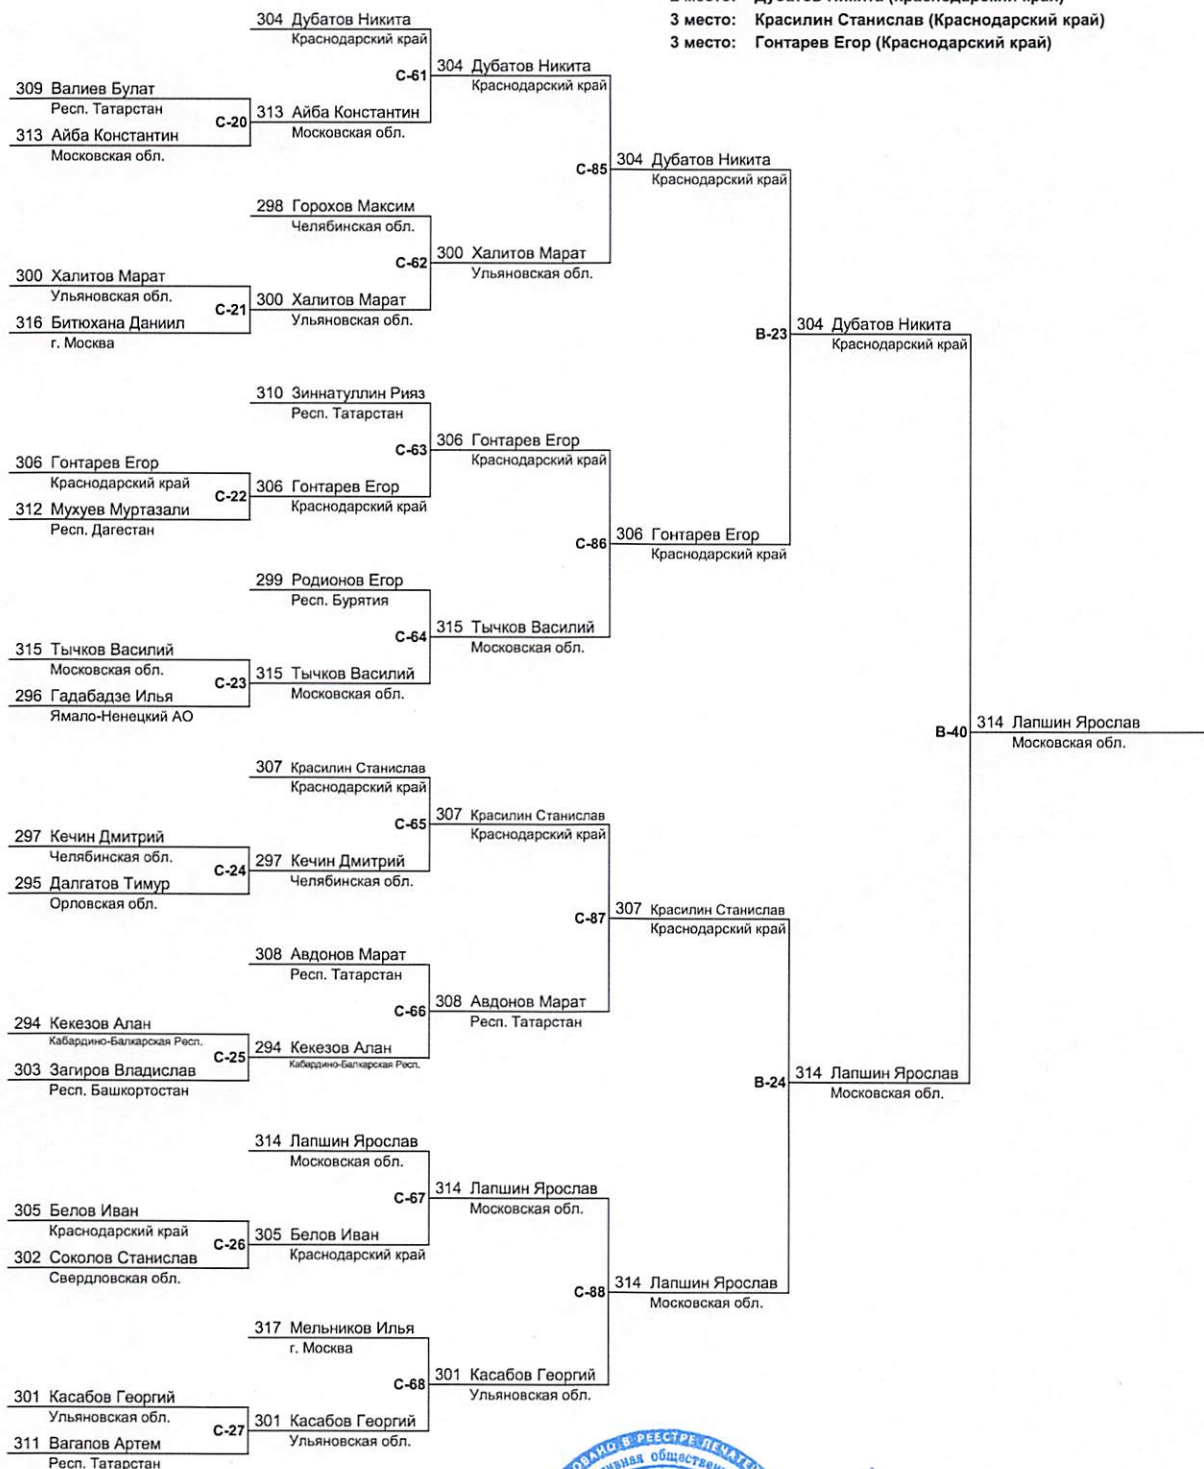 3 место: Красилин Станислав (Краснодарский край)
3 место: Гонтарев Егор (Краснодарский край)
304 Дубатов Никита
Краснодарский край
C-61
304 Дубатов Никита
Краснодарский край
309 Валиев Булат
Респ. Татарстан
C-20
313 Айба Константин
Московская обл.
313 Айба Константин
Московская обл.
C-85
304 Дубатов Никита
Краснодарский край
298 Горохов Максим
Челябинская обл.
C-62
300 Халитов Марат
Ульяновская обл.
300 Халитов Марат
Ульяновская обл.
C-21
300 Халитов Марат
Ульяновская обл.
316 Битюхана Даниил
г. Москва
B-23
304 Дубатов Никита
Краснодарский край
310 Зиннатуллин Рияз
Респ. Татарстан
C-63
306 Гонтарев Егор
Краснодарский край
306 Гонтарев Егор
Краснодарский край
C-22
306 Гонтарев Егор
Краснодарский край
312 Мухуев Муртазали
Респ. Дагестан
C-86
306 Гонтарев Егор
Краснодарский край
299 Родионов Егор
Респ. Бурятия
C-64
315 Тычков Василий
Московская обл.
315 Тычков Василий
Московская обл.
C-23
315 Тычков Василий
Московская обл.
296 Гадабадзе Илья
Ямало-Ненецкий АО
B-40
314 Лапшин Ярослав
Московская обл.
307 Красилин Станислав
Краснодарский край
C-65
307 Красилин Станислав
Краснодарский край
297 Кечин Дмитрий
Челябинская обл.
C-24
297 Кечин Дмитрий
Челябинская обл.
295 Далгатов Тимур
Орловская обл.
C-87
307 Красилин Станислав
Краснодарский край
308 Авдонов Марат
Респ. Татарстан
C-66
308 Авдонов Марат
Респ. Татарстан
294 Кекезов Алан
Кабардино-Балкарская Респ.
C-25
294 Кекезов Алан
Кабардино-Балкарская Респ.
303 Загиров Владислав
Респ. Башкортостан
B-24
314 Лапшин Ярослав
Московская обл.
314 Лапшин Ярослав
Московская обл.
C-67
314 Лапшин Ярослав
Московская обл.
305 Белов Иван
Краснодарский край
C-26
305 Белов Иван
Краснодарский край
302 Соколов Станислав
Свердловская обл.
C-88
314 Лапшин Ярослав
Московская обл.
317 Мельников Илья
г. Москва
C-68
301 Касабов Георгий
Ульяновская обл.
301 Касабов Георгий
Ульяновская обл.
C-27
301 Касабов Георгий
Ульяновская обл.
311 Вагапов Артем
Респ. Татарстан
В РЕЕСТРЕ